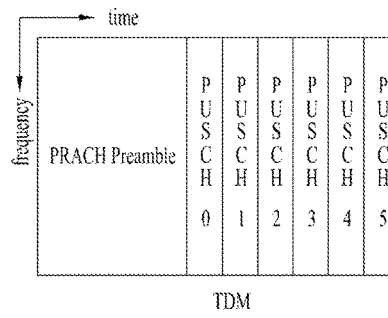 time
frequency
PRACH Preamble
PUSCH 0
PUSCH 1
PUSCH 2
PUSCH 3
PUSCH 4
PUSCH 5
TDM